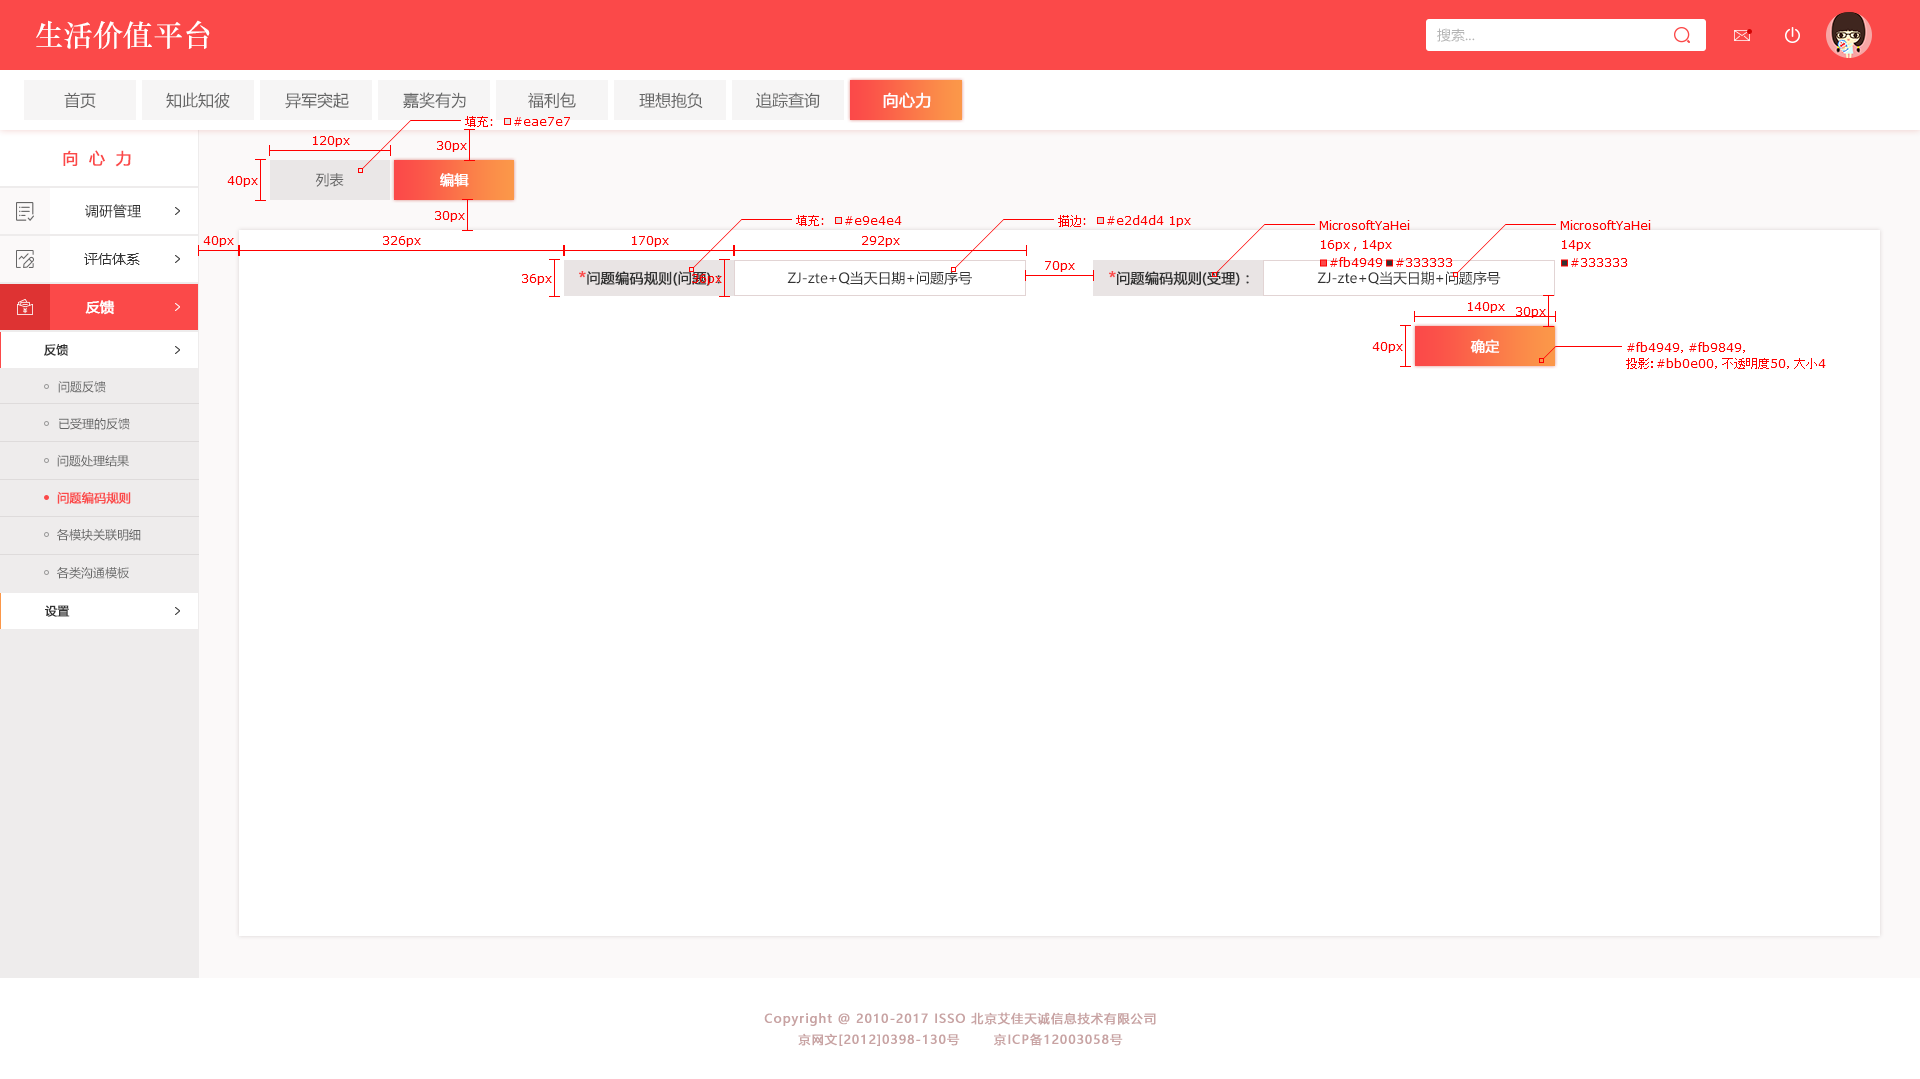 生活价值平台
搜索...
首页
知此知彼
异军突起
嘉奖有为
福利包
理想抱负
追踪查询
向心力
填充: #eae7e7
向 心 力
120px
30px
40px
列表
编辑
30px
调研管理
评估体系
反馈
反馈
问题反馈
已受理的反馈
问题处理结果
问题编码规则
各模块关联明细
各类沟通模板
设置
填充: #e9e4e4
描边: #e2d4d4 1px
MicrosoftYaHei
16px , 14px
#fb4949 #333333
MicrosoftYaHei
14px
#333333
40px
326px
170px
292px
36px
*问题编码规则(问题) :
ZJ-zte+Q当天日期+问题序号
70px
*问题编码规则(受理) :
ZJ-zte+Q当天日期+问题序号
140px
30px
40px
确定
#fb4949, #fb9849,
投影: #bb0e00, 不透明度50, 大小4
Copyright @ 2010-2017 ISSO 北京艾佳天诚信息技术有限公司
京网文[2012]0398-130号 京ICP备12003058号